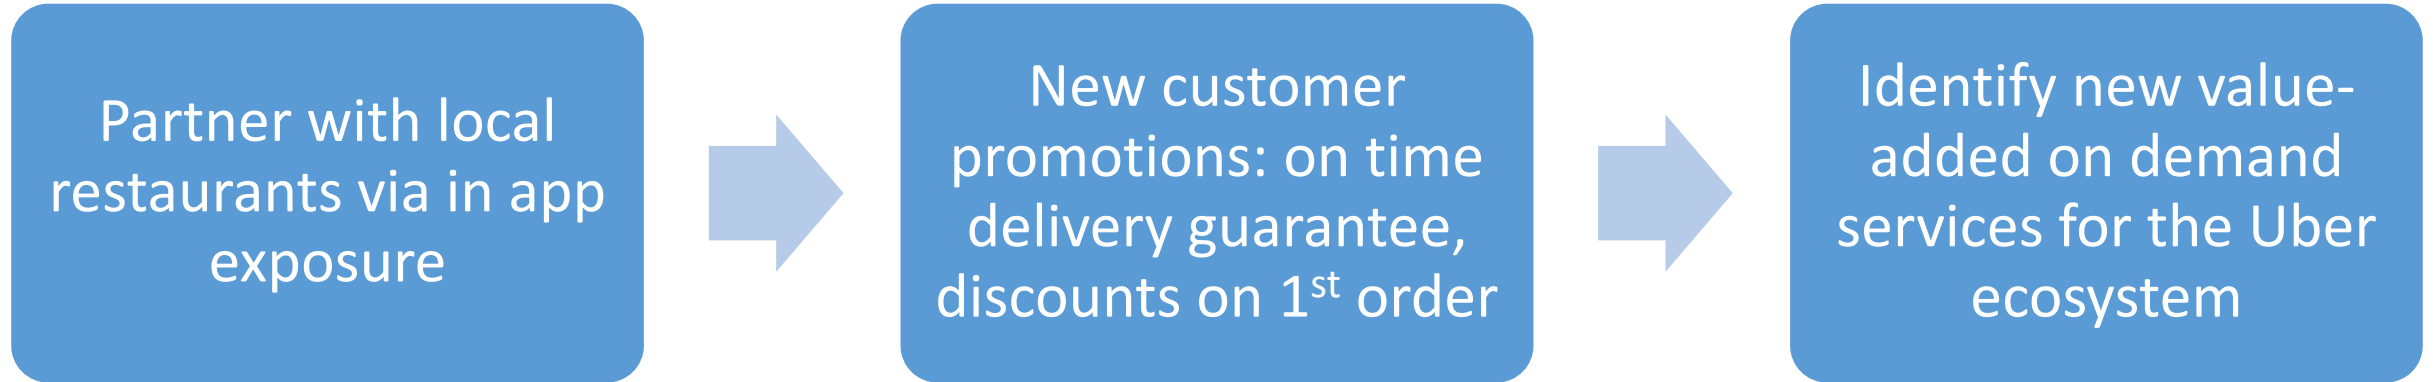 Partner with local
restaurants via in app
exposure
New customer
promotions: on time
delivery guarantee,
discounts on 1st order
Identify new value-
added on demand
services for the Uber
ecosystem